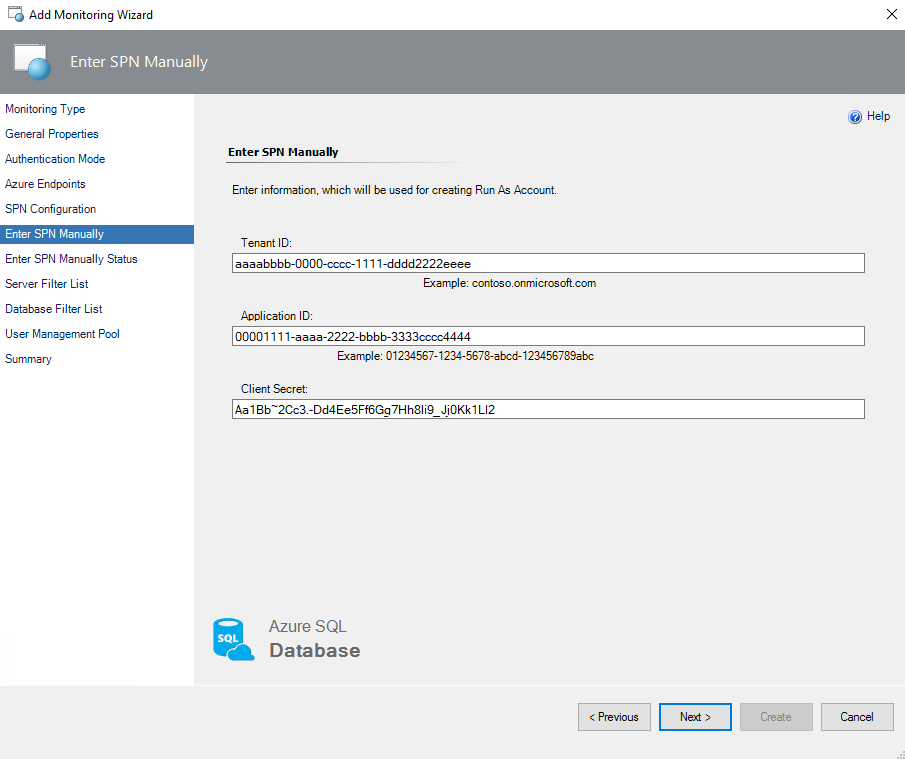 Add Monitoring Wizard
Enter SPN Manually
Monitoring Type
General Properties
Authentication Mode
Azure Endpoints
SPN Configuration
Enter SPN Manually
Enter SPN Manually Status
Server Filter List
Database Filter List
User Management Pool
Summary
Help
Enter SPN Manually
Enter information, which will be used for creating Run As Account.
Tenant ID:
aaaabbbb-0000-cccc-1111-dddd2222eeee
Example: contoso.onmicrosoft.com
Application ID:
00001111-aaaa-2222-bbbb-3333cccc4444
Example: 01234567-1234-5678-abcd-123456789abc
Client Secret:
Aa1Bb~2Cc3.-Dd4Ee5Ff6Gg7Hh8Ii9_Jj0Kk1Ll2
SQL
Azure SQL
Database
< Previous
Next >
Create
Cancel